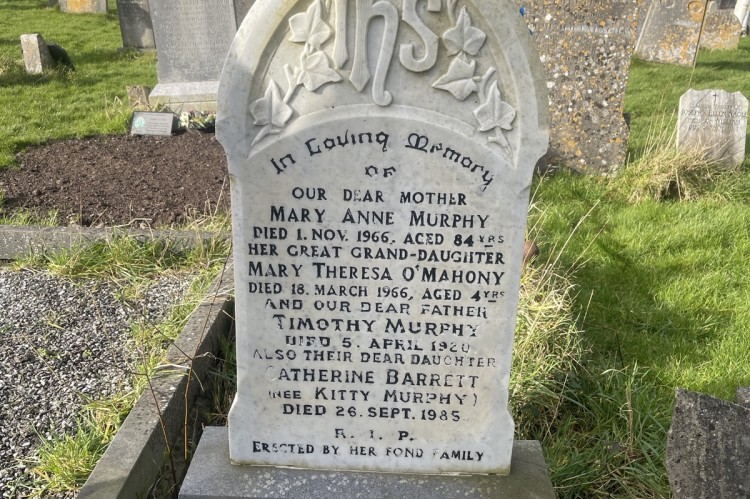 IHS
In Loving Memory
OF
OUR DEAR MOTHER
MARY ANNE MURPHY
DIED 1. NOV. 1966, AGED 84 YRS
HER GREAT GRAND-DAUGHTER
MARY THERESA O'MAHONY
DIED 18. MARCH 1966, AGED 4 YRS
AND OUR DEAR FATHER
TIMOTHY MURPHY
DIED 5. APRIL 1920
ALSO THEIR DEAR DAUGHTER
CATHERINE BARRETT
(NEE KITTY MURPHY)
DIED 26. SEPT. 1985
R. I. P.
ERECTED BY HER FOND FAMILY